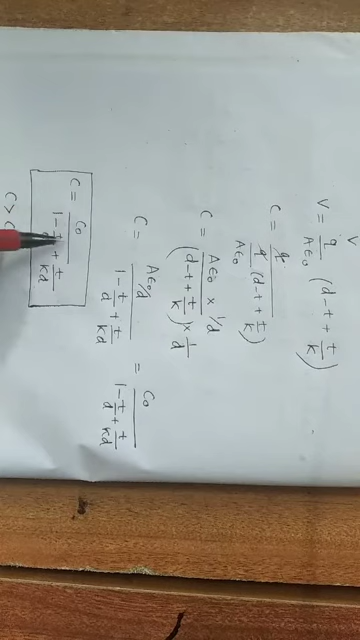 V
V = q/Aε₀ (d-t+t/k)
C = q/(q/Aε₀ (d-t+t/k))
C = Aε₀ × 1/d / (d-t+t/k) × 1/d
C = Aε₀/d / (1-t/d+t/kd) = C₀/(1-t/d+t/kd)
C = C₀/(1-t/d+t/kd)
C > C